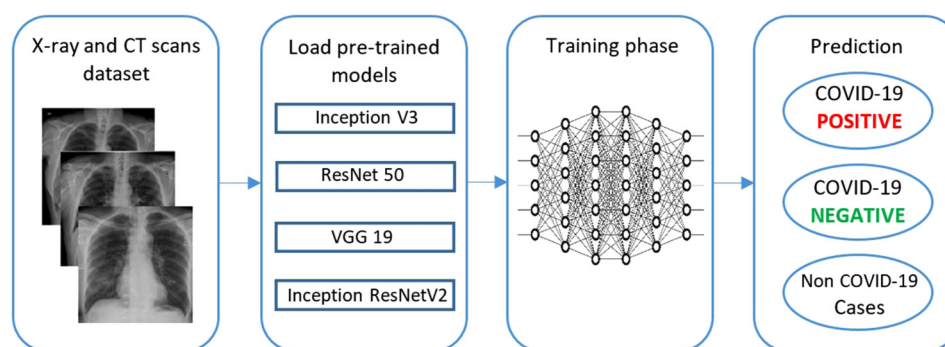 X-ray and CT scans
dataset
Load pre-trained
models
Inception V3
ResNet 50
VGG 19
Inception ResNetV2
Training phase
Prediction
COVID-19
POSITIVE
COVID-19
NEGATIVE
Non COVID-19
Cases